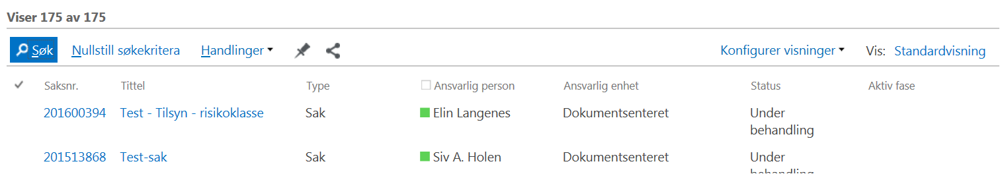 Viser 175 av 175
Søk Nullstill søkekritera Handlinger Konfigurer visninger Vis: Standardvisning
Saksnr. Tittel Type Ansvarlig person Ansvarlig enhet Status Aktiv fase
201600394 Test - Tilsyn - risikoklasse Sak Elin Langenes Dokumentsenteret Under
behandling
201513868 Test-sak Sak Siv A. Holen Dokumentsenteret Under
behandling